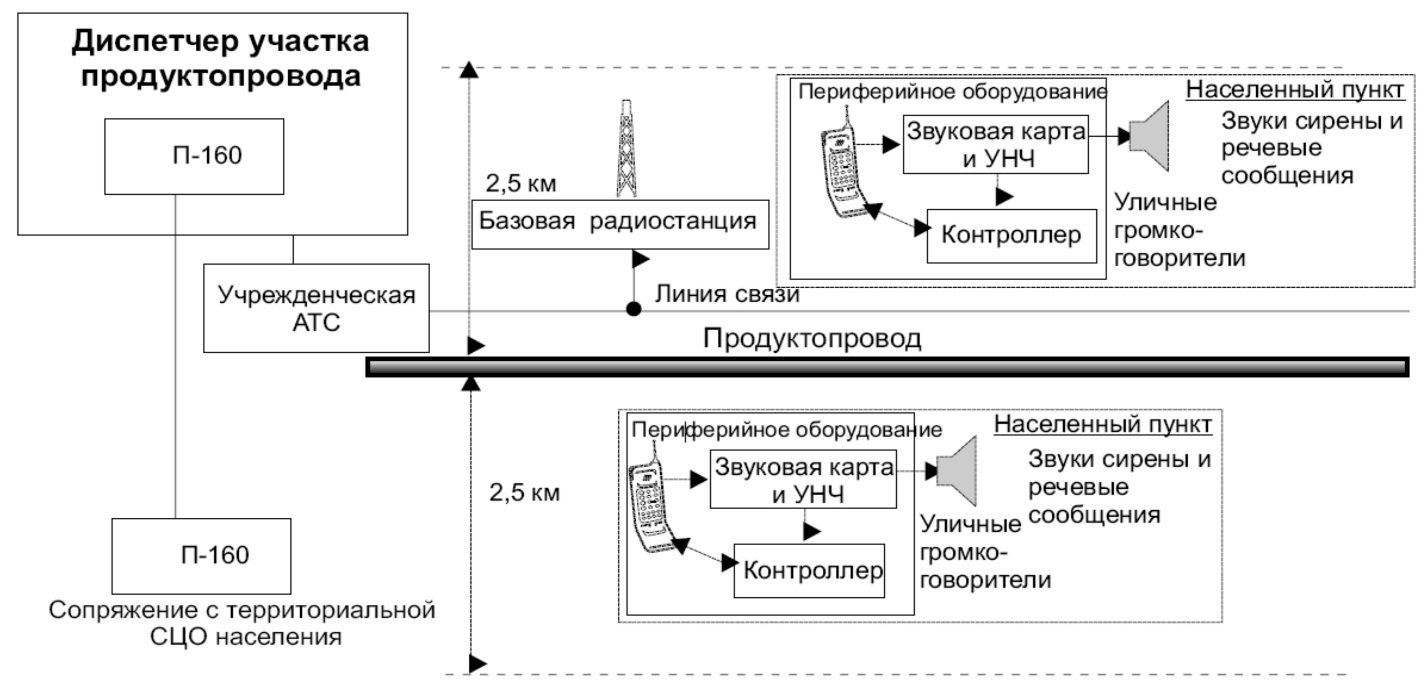 Диспетчер участка
продуктопровода
П-160
2,5 км
Базовая радиостанция
Периферийное оборудование
Звуковая карта
и УНЧ
Контроллер
Населенный пункт
Звуки сирены и
речевые
сообщения
Уличные
громко-
говорители
Учрежденческая
АТС
Линия связи
Продуктопровод
2,5 км
Периферийное оборудование
Звуковая карта
и УНЧ
Контроллер
Населенный пункт
Звуки сирены и
речевые
сообщения
Уличные
громко-
говорители
П-160
Сопряжение с территориальной
СЦО населения